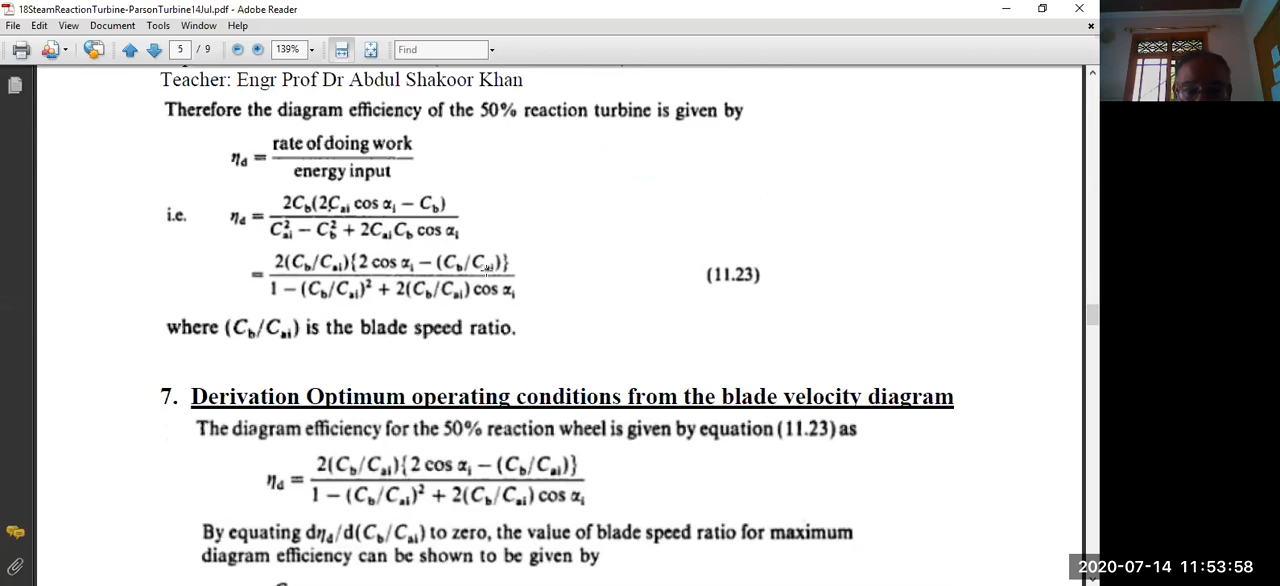 18SteamReactionTurbine-ParsonTurbine14Jul.pdf - Adobe Reader
File Edit View Document Tools Window Help
5 / 9 139% Find
Teacher: Engr Prof Dr Abdul Shakoor Khan
Therefore the diagram efficiency of the 50% reaction turbine is given by
η_d = rate of doing work / energy input
i.e. η_d = 2C_b(2C_ai cos α_i − C_b) / C²_ai − C²_b + 2C_ai C_b cos α_i
= 2(C_b/C_ai){2 cos α_i − (C_b/C_ai)} / 1 − (C_b/C_ai)² + 2(C_b/C_ai) cos α_i (11.23)
where (C_b/C_ai) is the blade speed ratio.
7. Derivation Optimum operating conditions from the blade velocity diagram
The diagram efficiency for the 50% reaction wheel is given by equation (11.23) as
η_d = 2(C_b/C_ai){2 cos α_i − (C_b/C_ai)} / 1 − (C_b/C_ai)² + 2(C_b/C_ai) cos α_i
By equating dη_d/d(C_b/C_ai) to zero, the value of blade speed ratio for maximum
diagram efficiency can be shown to be given by
2020-07-14 11:53:58